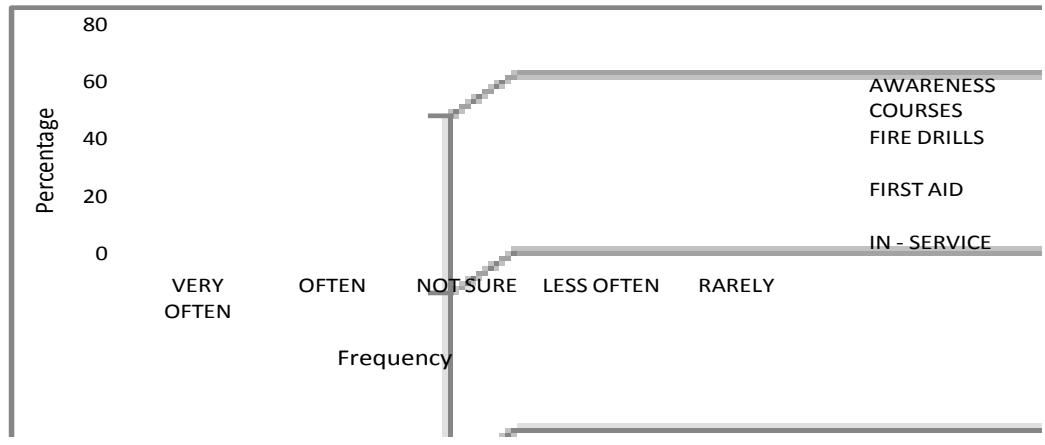 80
60
40
20
0
Percentage
VERY
OFTEN
OFTEN
NOT SURE
LESS OFTEN
RARELY
Frequency
AWARENESS
COURSES
FIRE DRILLS
FIRST AID
IN - SERVICE